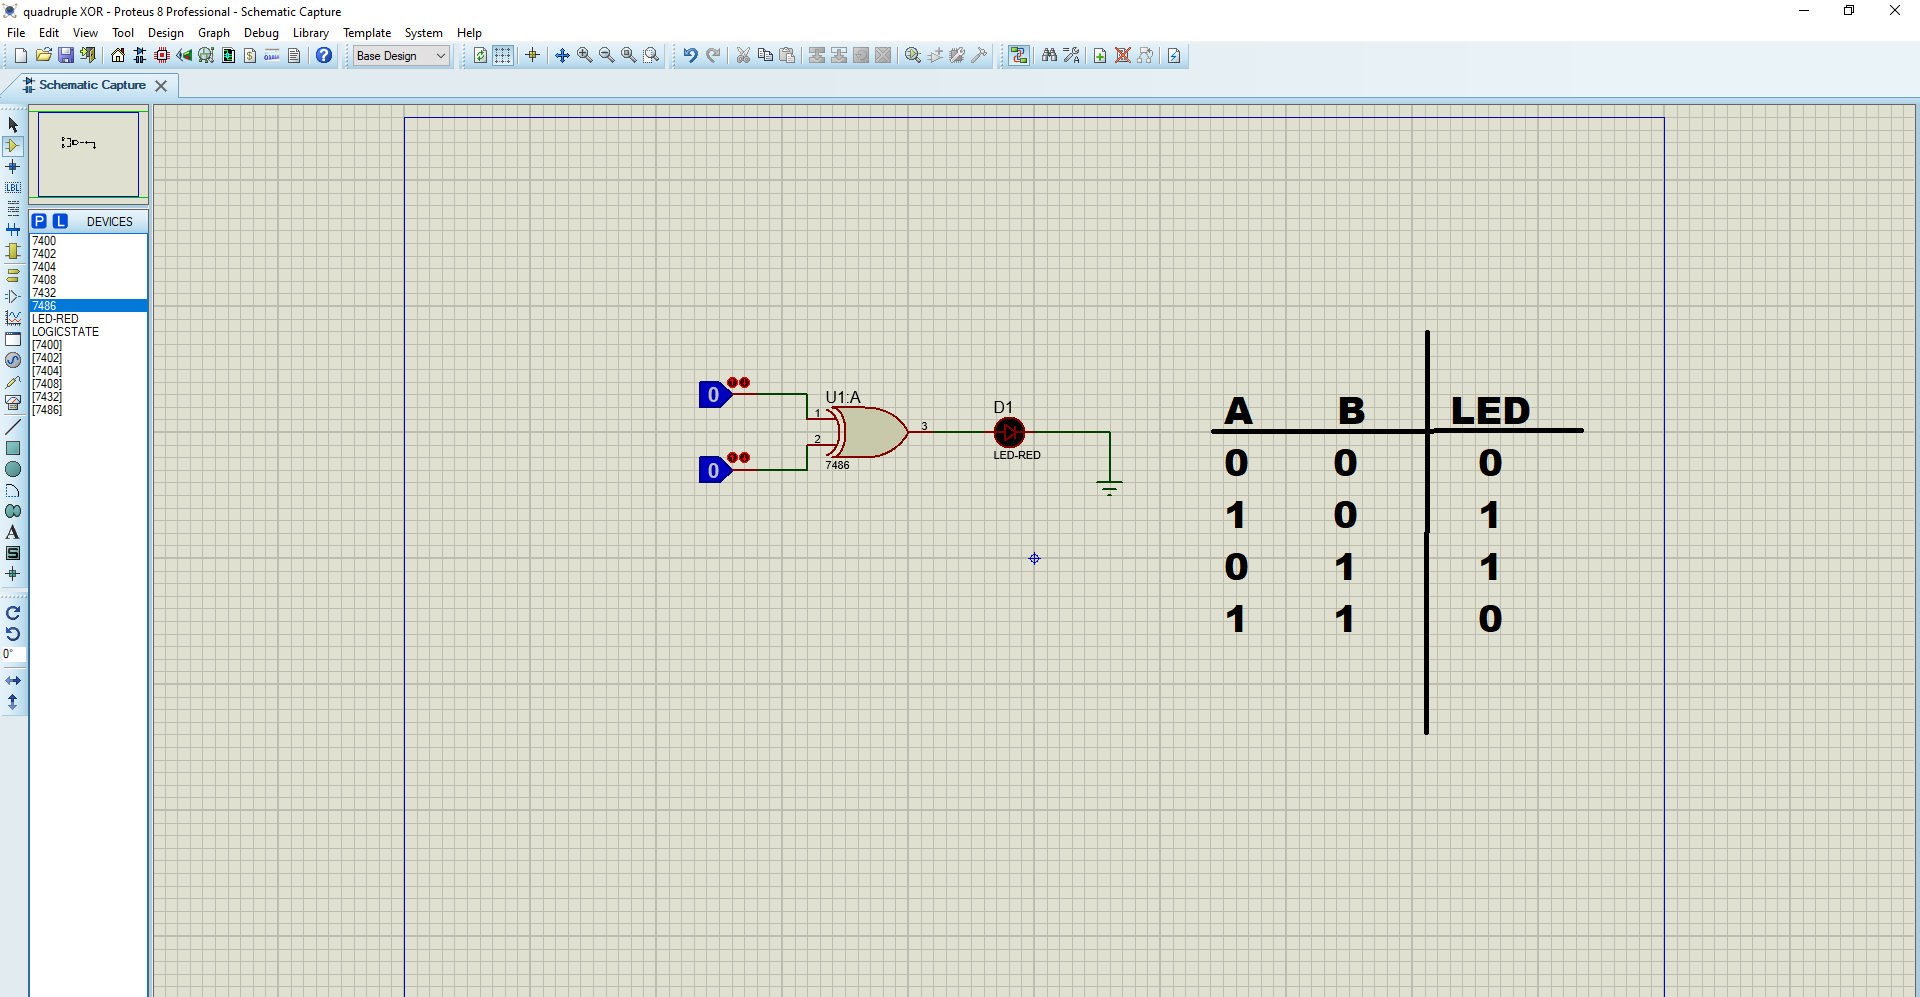 quadruple XOR - Proteus 8 Professional - Schematic Capture
File Edit View Tool Design Graph Debug Library Template System Help
Base Design
Schematic Capture
LBL
P L DEVICES
7400
7402
7404
7408
7432
7486
LED-RED
LOGICSTATE
[7400]
[7402]
[7404]
[7408]
[7432]
[7486]
A
S
0°
0
0
U1:A
1
2
3
7486
D1
LED-RED
A B LED
0 0 0
1 0 1
0 1 1
1 1 0